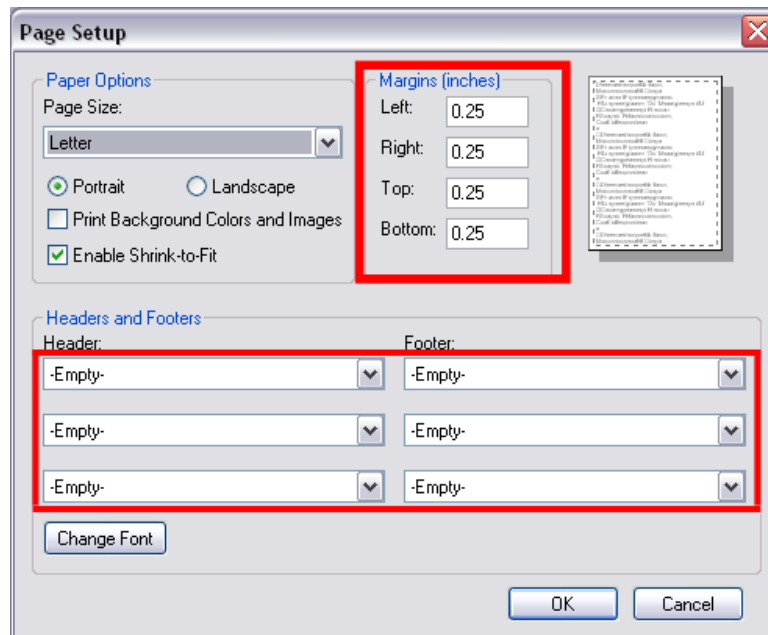 Page Setup
Paper Options
Page Size:
Letter
Portrait Landscape
Print Background Colors and Images
Enable Shrink-to-Fit
Margins (inches)
Left: 0.25
Right: 0.25
Top: 0.25
Bottom: 0.25
Headers and Footers
Header: Footer:
-Empty- -Empty-
-Empty- -Empty-
-Empty- -Empty-
Change Font
OK Cancel